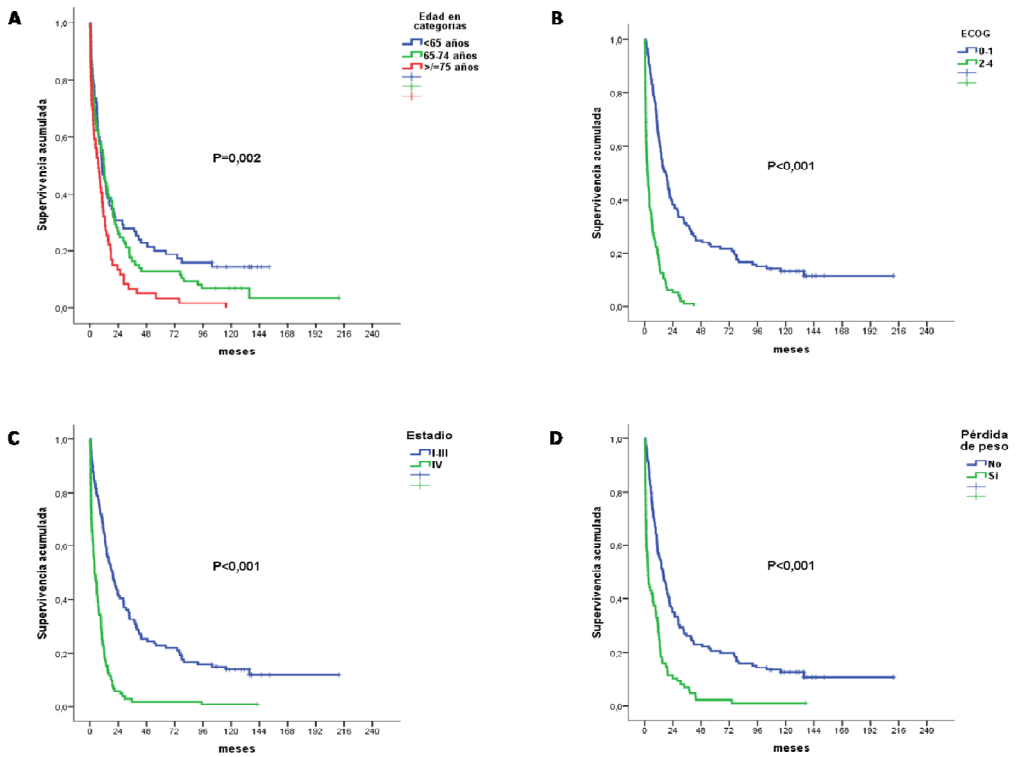 A
Edad en
categorías
<65 años
65-74 años
>/=75 años
Supervivencia acumulada
1,0
0,8
0,6
0,4
0,2
0,0
P=0,002
0 24 48 72 96 120 144 168 192 216 240
meses
B
ECOG
0-1
2-4
Supervivencia acumulada
1,0
0,8
0,6
0,4
0,2
0,0
P<0,001
0 24 48 72 96 120 144 168 192 216 240
meses
C
Estadio
I-III
IV
Supervivencia acumulada
1,0
0,8
0,6
0,4
0,2
0,0
P<0,001
0 24 48 72 96 120 144 168 192 216 240
meses
D
Pérdida
de peso
No
Sí
Supervivencia acumulada
1,0
0,8
0,6
0,4
0,2
0,0
P<0,001
0 24 48 72 96 120 144 168 192 216 240
meses